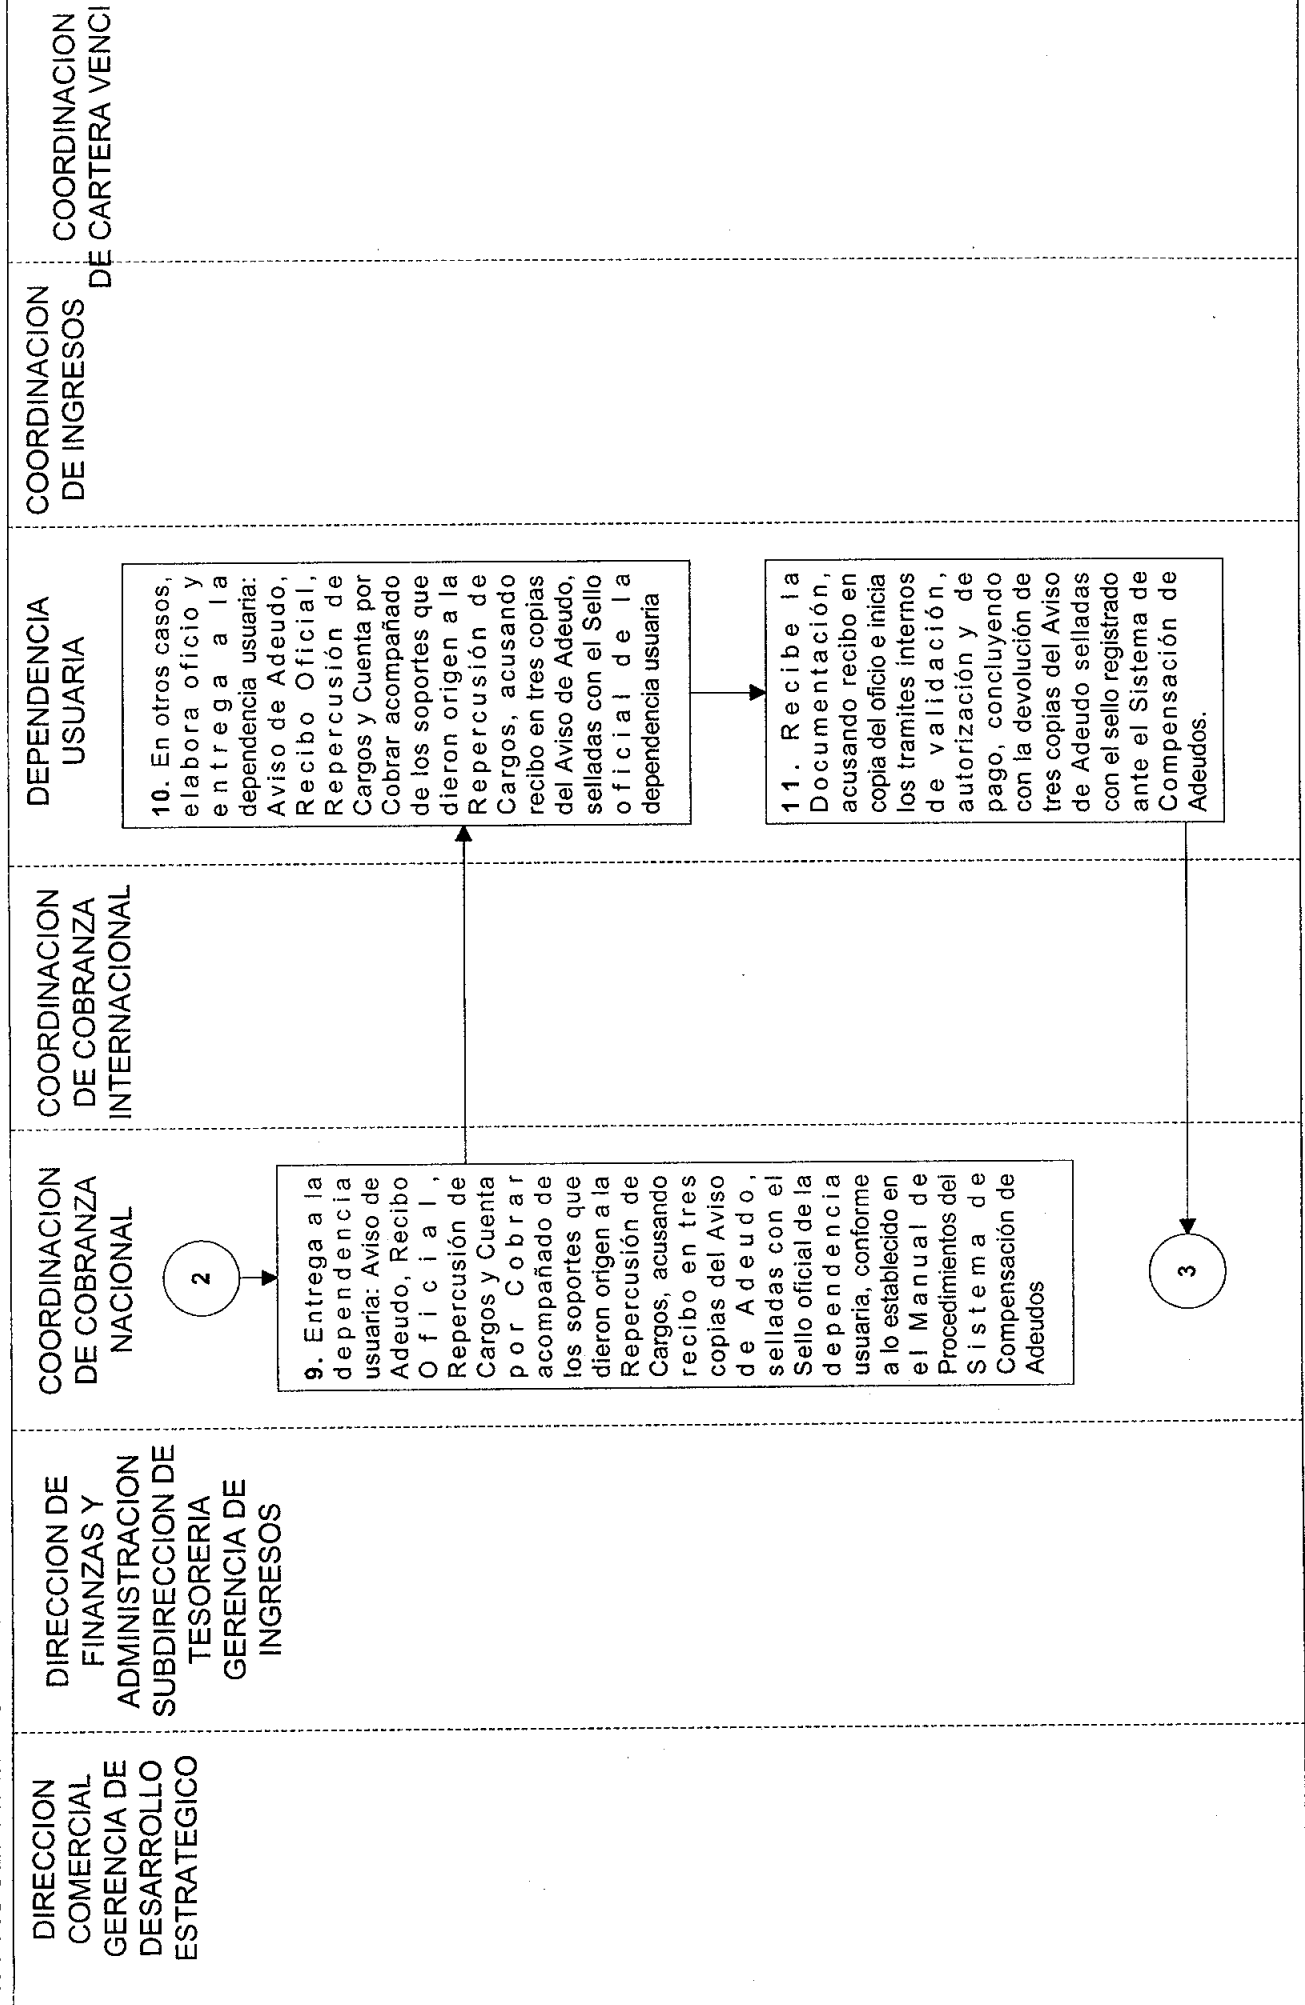 DIRECCION
COMERCIAL
GERENCIA DE
DESARROLLO
ESTRATEGICO
DIRECCION DE
FINANZAS Y
ADMINISTRACION
SUBDIRECCION DE
TESORERIA
GERENCIA DE
INGRESOS
COORDINACION
DE COBRANZA
NACIONAL
COORDINACION
DE COBRANZA
INTERNACIONAL
DEPENDENCIA
USUARIA
COORDINACION
DE INGRESOS
COORDINACION
DE CARTERA VENCI
2
9. Entrega a la
dependencia
usuaria: Aviso de
Adeudo, Recibo
Oficial,
Repercusión de
Cargos y Cuenta
por Cobrar
acompañado de
los soportes que
dieron origen a la
Repercusión de
Cargos, acusando
recibo en tres
copias del Aviso
de Adeudo,
selladas con el
Sello oficial de la
dependencia
usuaria, conforme
a lo establecido en
el Manual de
Procedimientos del
Sistema de
Compensación de
Adeudos
10. En otros casos,
elabora oficio y
entrega a la
dependencia usuaria:
Aviso de Adeudo,
Recibo Oficial,
Repercusión de
Cargos y Cuenta por
Cobrar acompañado
de los soportes que
dieron origen a la
Repercusión de
Cargos, acusando
recibo en tres copias
del Aviso de Adeudo,
selladas con el Sello
oficial de la
dependencia usuaria
11. Recibe la
Documentación,
acusando recibo en
copia del oficio e inicia
los tramites internos
de validación,
autorización y de
pago, concluyendo
con la devolución de
tres copias del Aviso
de Adeudo selladas
con el sello registrado
ante el Sistema de
Compensación de
Adeudos.
3